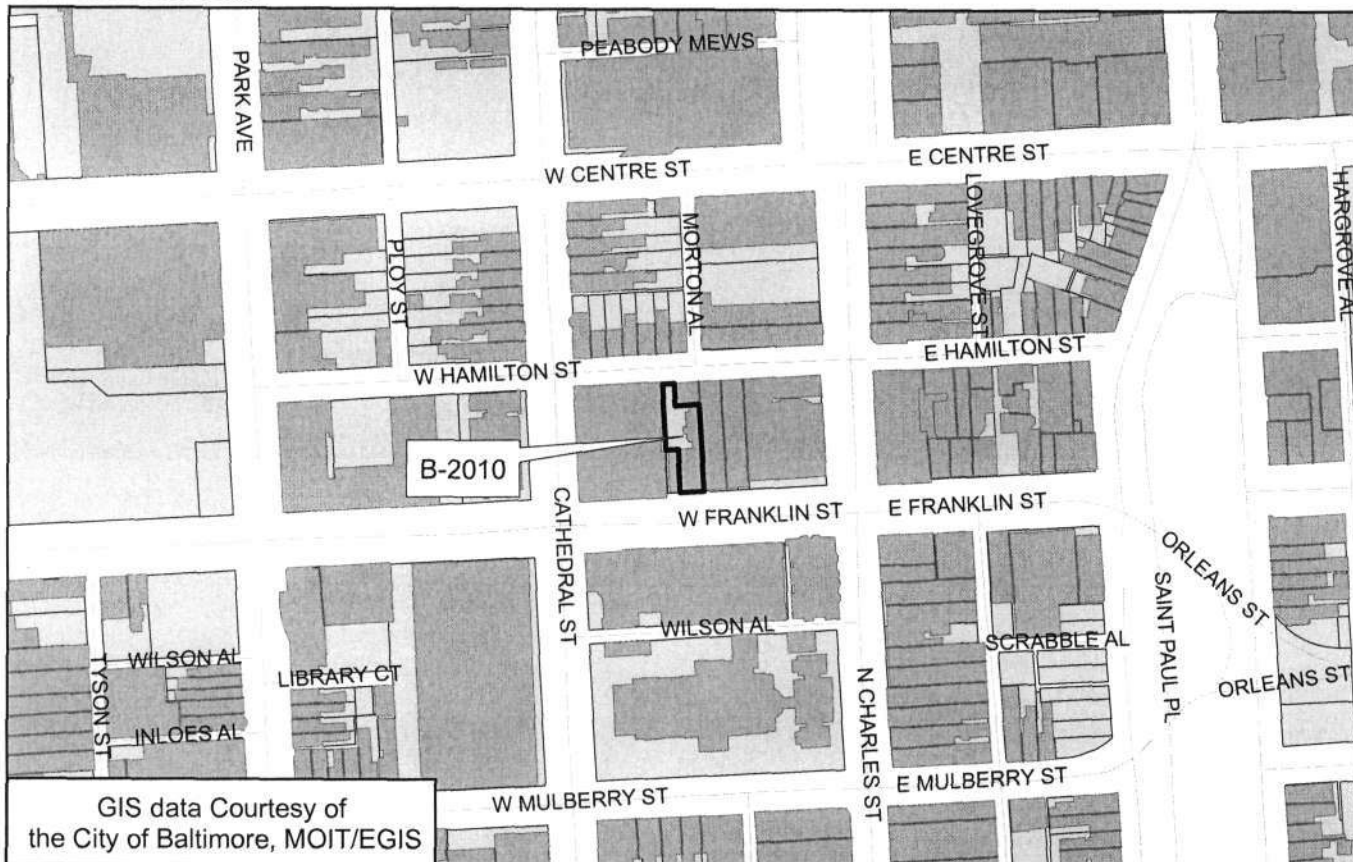 PEABODY MEWS
PARK AVE
E CENTRE ST
W CENTRE ST
LOVEGROVE ST
HARGROVE AL
MORTON AL
PLOY ST
E HAMILTON ST
W HAMILTON ST
B-2010
CATHEDRAL ST
W FRANKLIN ST
E FRANKLIN ST
ORLEANS ST
SAINT PAUL PL
WILSON AL
SCRABBLE AL
WILSON AL
LIBRARY CT
TYSON ST
N CHARLES ST
ORLEANS ST
INLOES AL
E MULBERRY ST
W MULBERRY ST
GIS data Courtesy of
the City of Baltimore, MOIT/EGIS